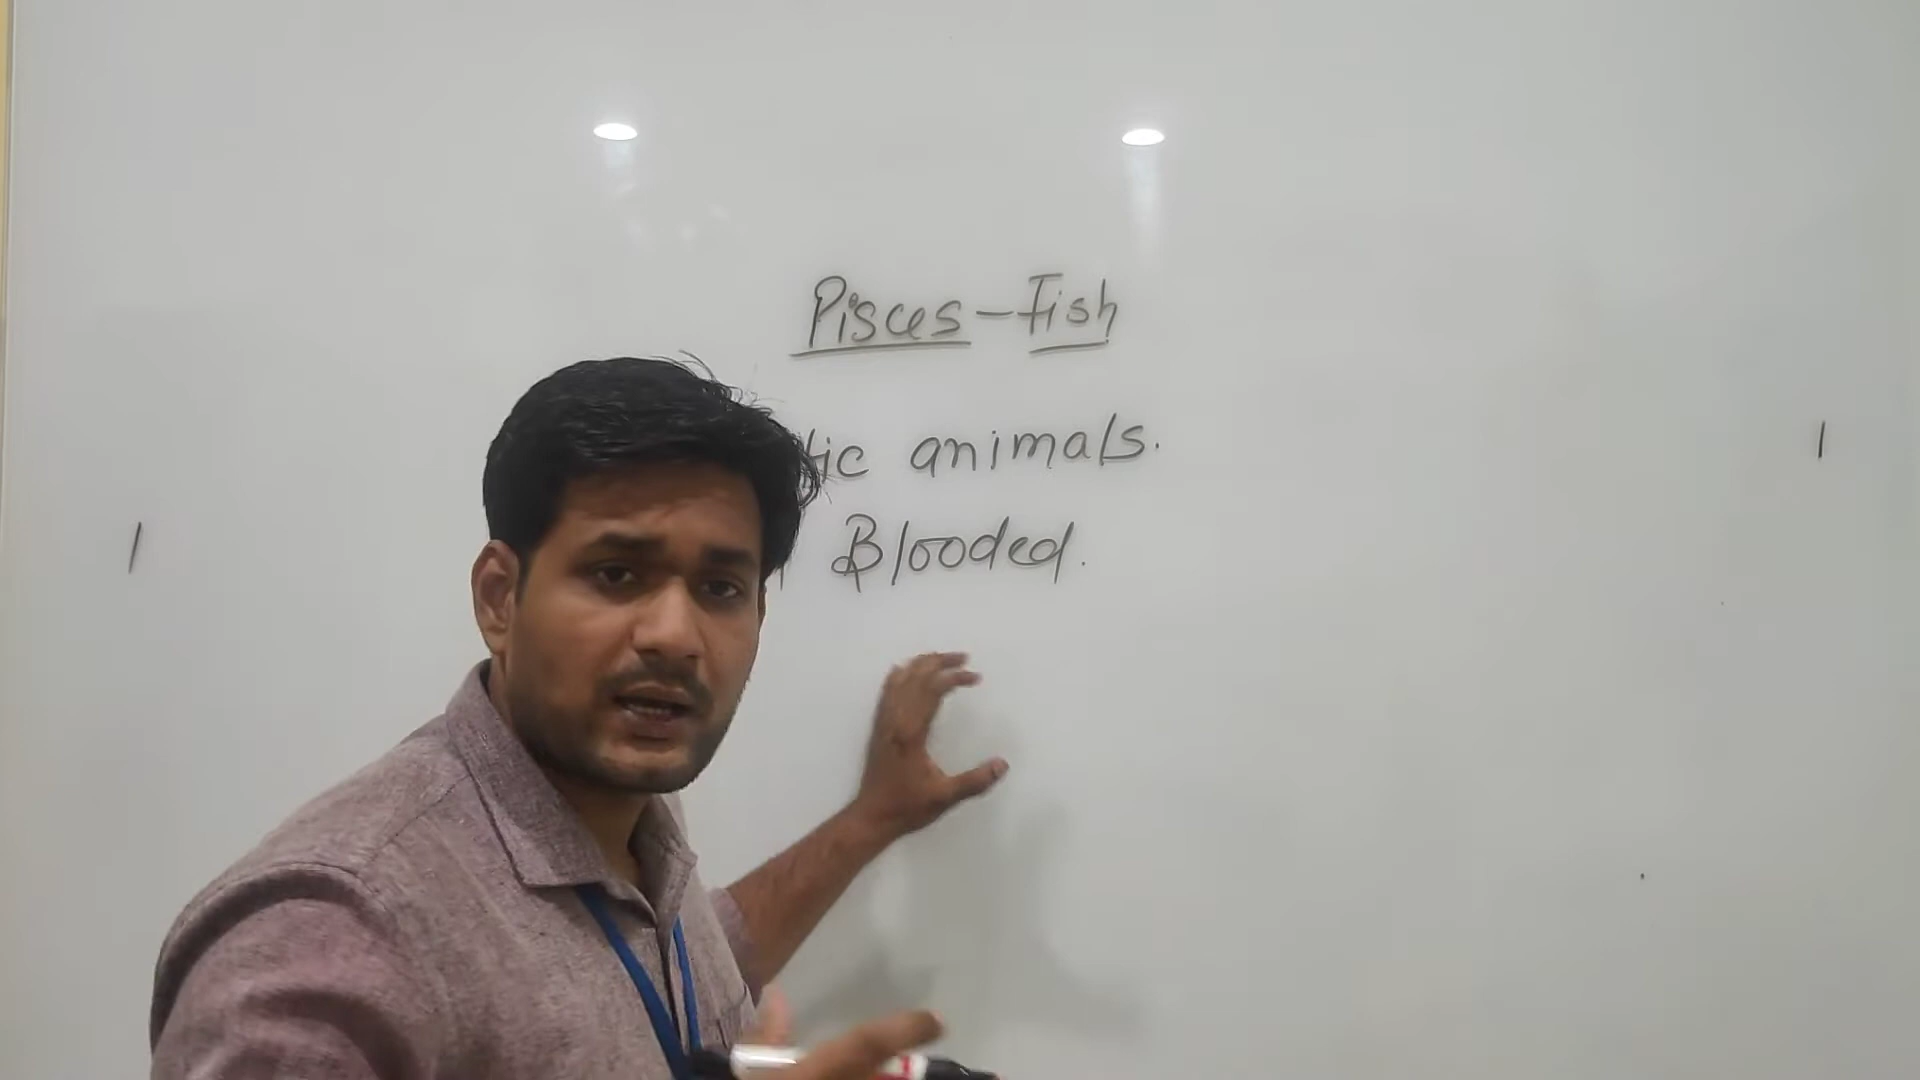 Pisces - Fish
tic animals.
Blooded.